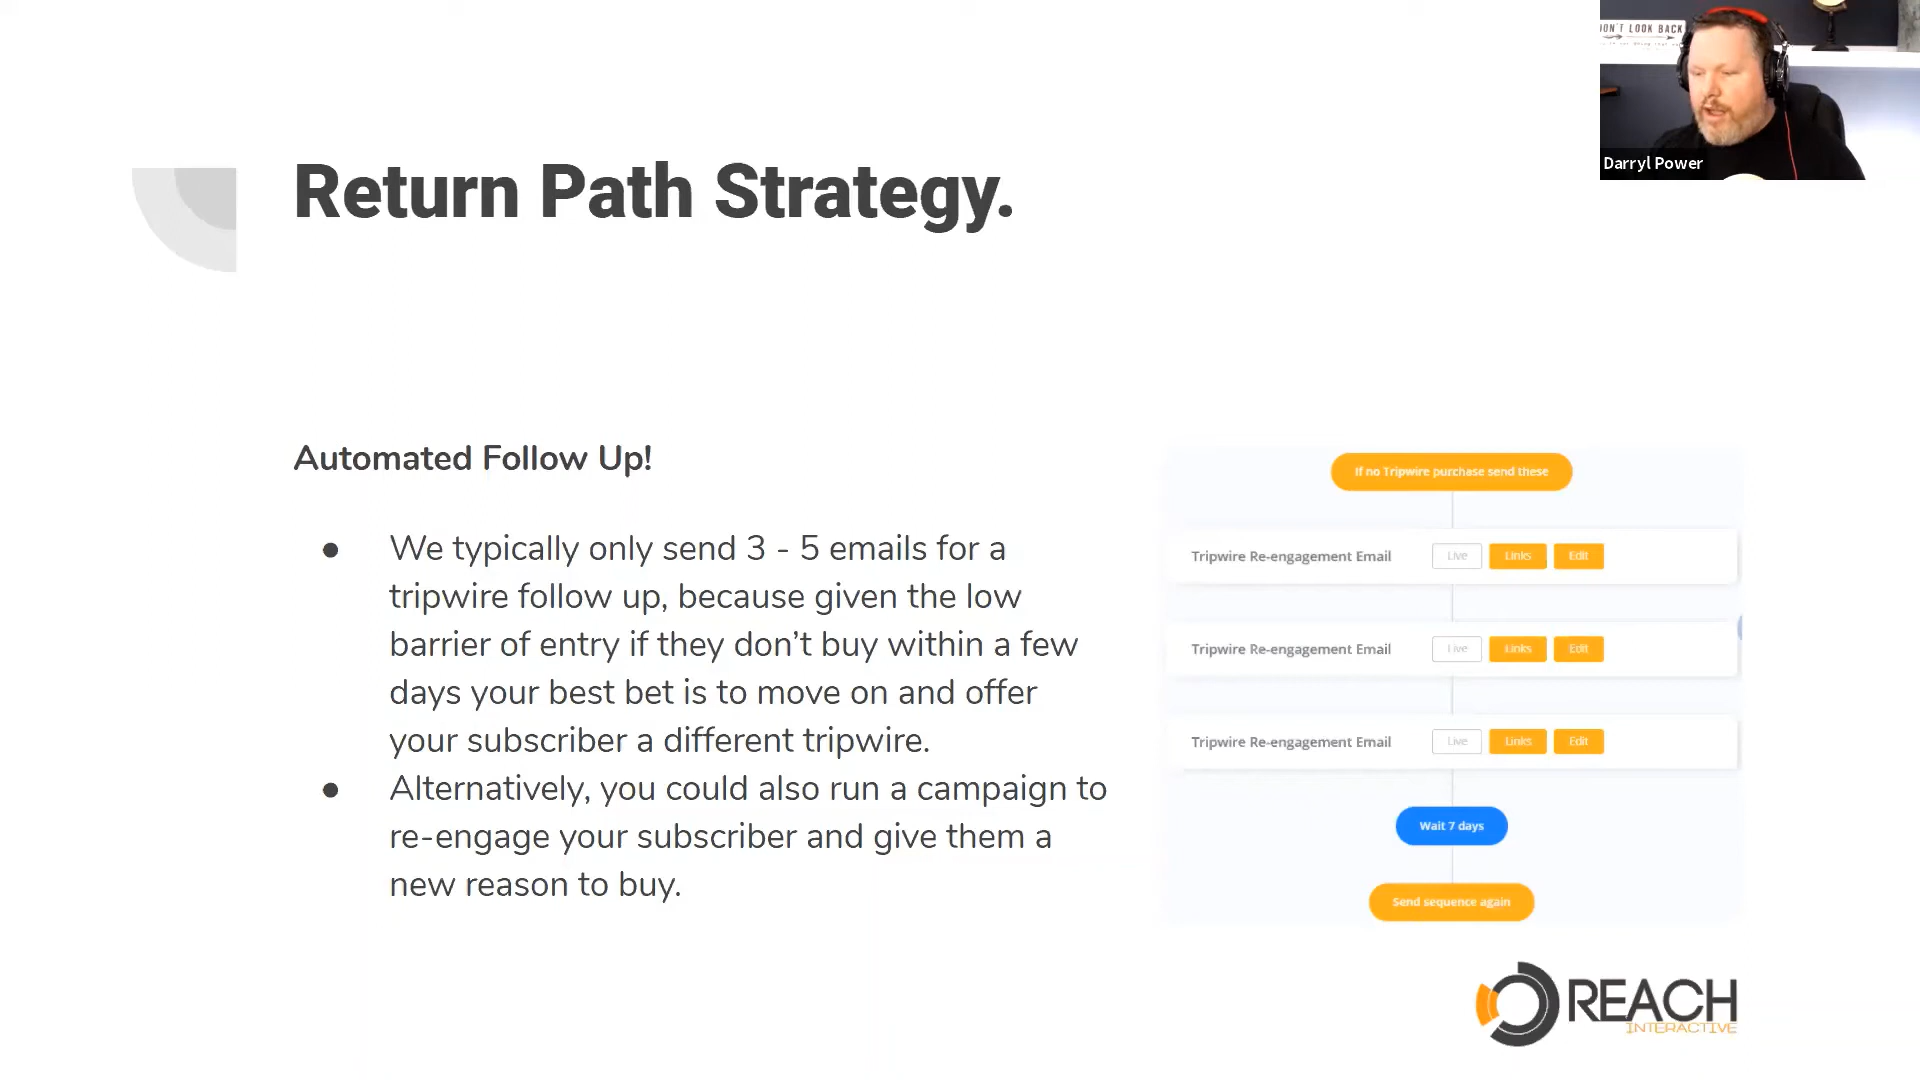 DON'T LOOK BACK
Darryl Power
Return Path Strategy.
Automated Follow Up!
● We typically only send 3 - 5 emails for a
tripwire follow up, because given the low
barrier of entry if they don’t buy within a few
days your best bet is to move on and offer
your subscriber a different tripwire.
● Alternatively, you could also run a campaign to
re-engage your subscriber and give them a
new reason to buy.
If no Tripwire purchase send these
Tripwire Re-engagement Email Live Links Edit
Tripwire Re-engagement Email Live Links Edit
Tripwire Re-engagement Email Live Links Edit
Wait 7 days
Send sequence again
REACH
INTERACTIVE